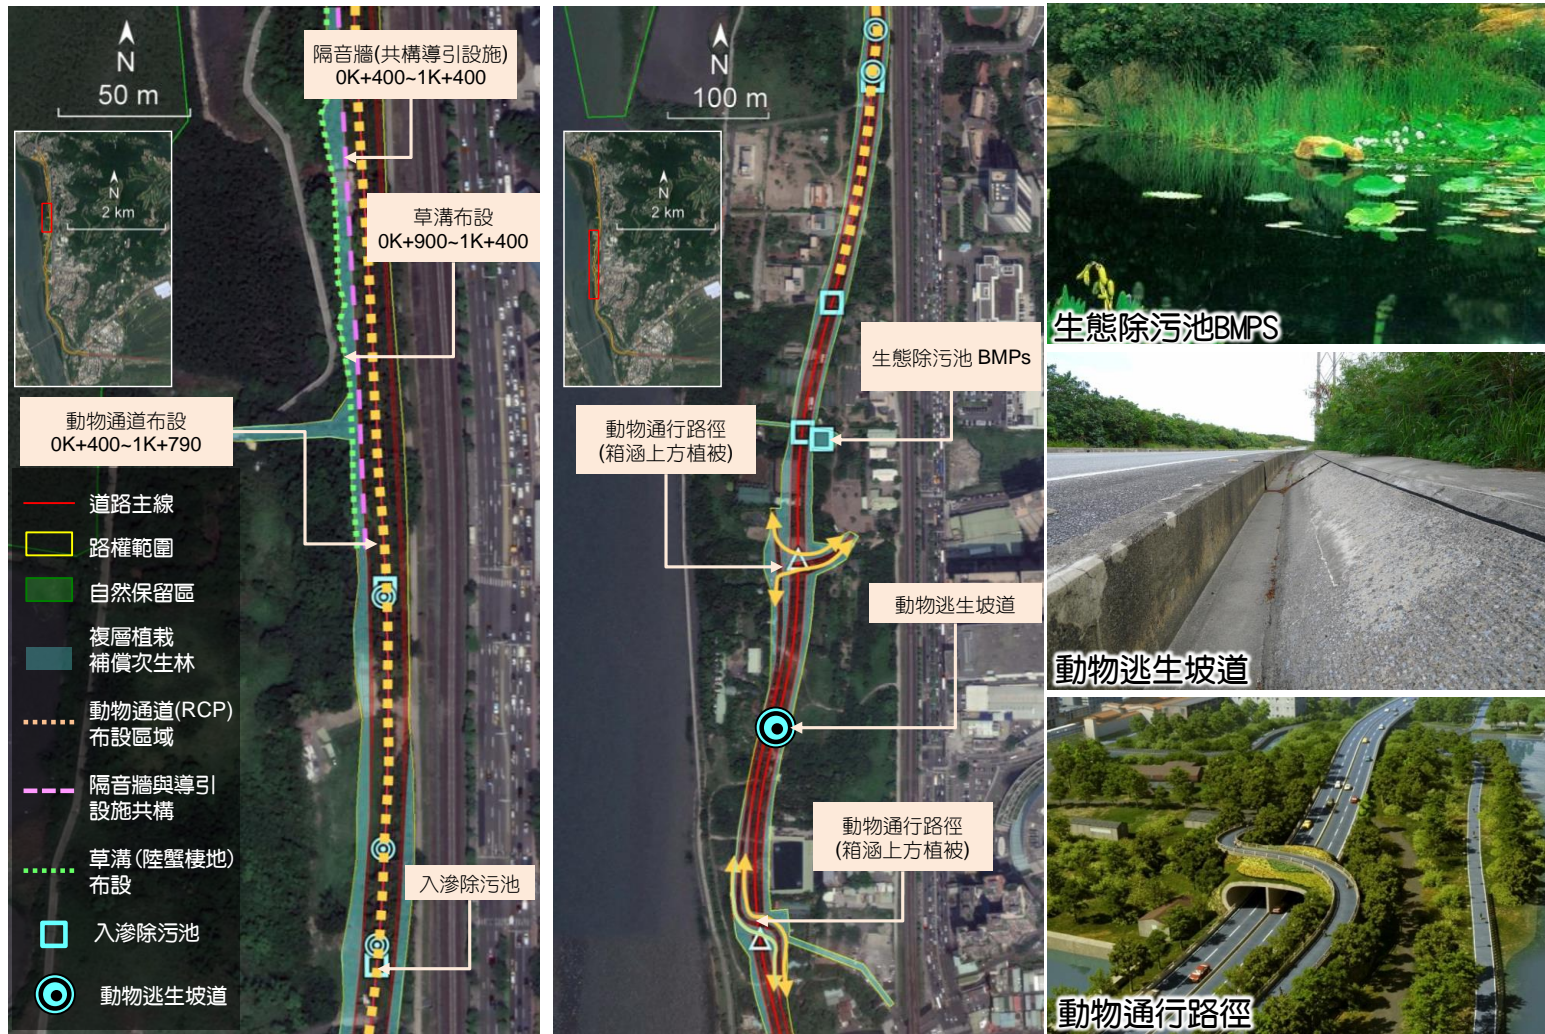 隔音牆(共構導引設施)
0K+400~1K+400
N
50 m
N
2 km
草溝布設
0K+900~1K+400
動物通道布設
0K+400~1K+790
道路主線
路權範圍
自然保留區
複層植栽
補償次生林
動物通道(RCP)
布設區域
隔音牆與導引
設施共構
草溝(陸蟹棲地)
布設
入滲除污池
動物逃生坡道
入滲除污池
N
100 m
N
2 km
生態除污池 BMPs
動物通行路徑
(箱涵上方植被)
動物逃生坡道
動物通行路徑
(箱涵上方植被)
生態除污池BMPS
動物逃生坡道
動物通行路徑